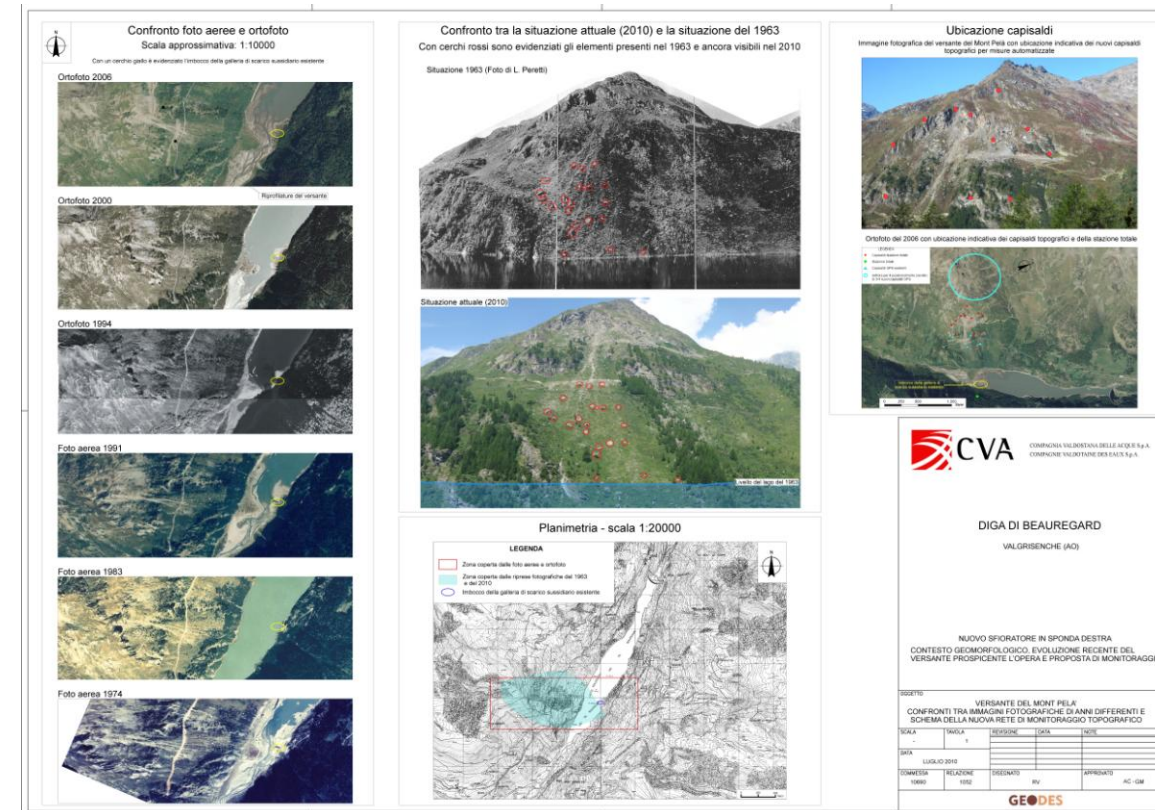 Confronto foto aeree e ortofoto
Scala approssimativa: 1:10000
Con un cerchio giallo è evidenziato l'imbocco della galleria di scarico sussidiario esistente
Ortofoto 2006
Riprofilature del versante
Ortofoto 2000
Ortofoto 1994
Foto aerea 1991
Foto aerea 1983
Foto aerea 1974
Confronto tra la situazione attuale (2010) e la situazione del 1963
Con cerchi rossi sono evidenziati gli elementi presenti nel 1963 e ancora visibili nel 2010
Situazione 1963 (Foto di L. Peretti)
Situazione attuale (2010)
Livello del lago del 1963
Planimetria - scala 1:20000
LEGENDA
Zona coperta dalle foto aeree e ortofoto
Zona coperta dalle riprese fotografiche del 1963
e del 2010
Imbocco della galleria di scarico sussidiario esistente
Ubicazione capisaldi
Immagine fotografica del versante del Mont Pelà con ubicazione indicativa dei nuovi capisaldi
topografici per misure automatizzate
Ortofoto del 2006 con ubicazione indicativa dei capisaldi topografici e della stazione totale
CVA
COMPAGNIA VALDOSTANA DELLE ACQUE S.p.A.
COMPAGNIE VALDOTAINE DES EAUX S.p.A.
DIGA DI BEAUREGARD
VALGRISENCHE (AO)
NUOVO SFIORATORE IN SPONDA DESTRA
CONTESTO GEOMORFOLOGICO, EVOLUZIONE RECENTE DEL
VERSANTE PROSPICENTE L'OPERA E PROPOSTA DI MONITORAGGI
OGGETTO
VERSANTE DEL MONT PELA'
CONFRONTI TRA IMMAGINI FOTOGRAFICHE DI ANNI DIFFERENTI E
SCHEMA DELLA NUOVA RETE DI MONITORAGGIO TOPOGRAFICO
SCALA TAVOLA REVISIONE DATA NOTE
- 1
DATA
LUGLIO 2010
COMMESSA RELAZIONE DISEGNATO APPROVATO
10690 1052 RV AC - GM
GEODES